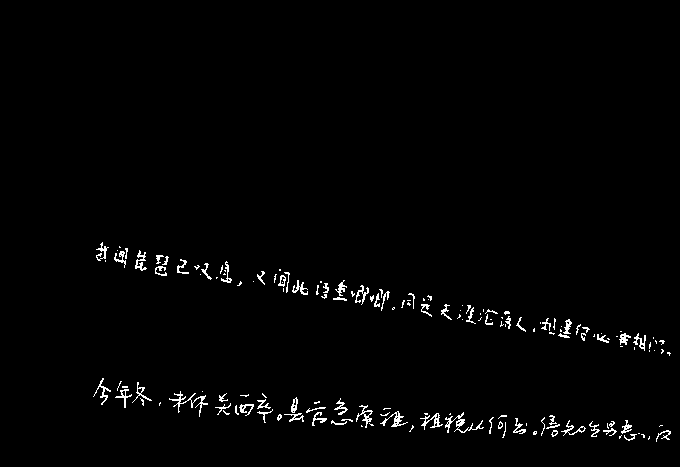 我闻琵琶已叹息，又闻此语重唧唧。同是天涯沦落人，相逢何必曾相识。
今年冬，未休关西卒。县官急索租，租税从何出。信知生男恶，反